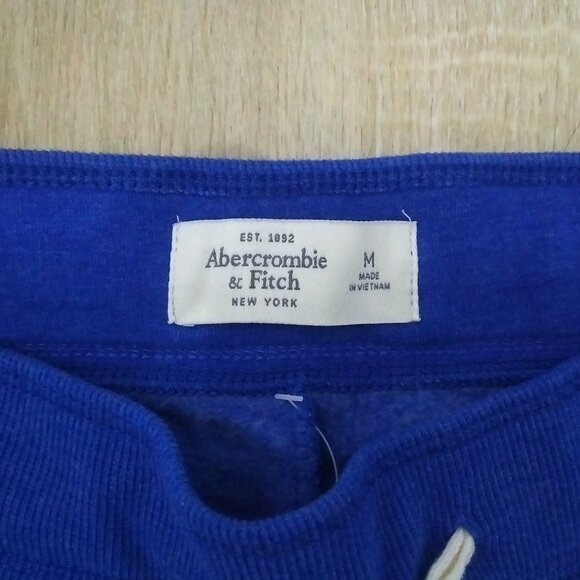 EST. 1892
Abercrombie
& Fitch
NEW YORK
M
MADE
IN VIETNAM